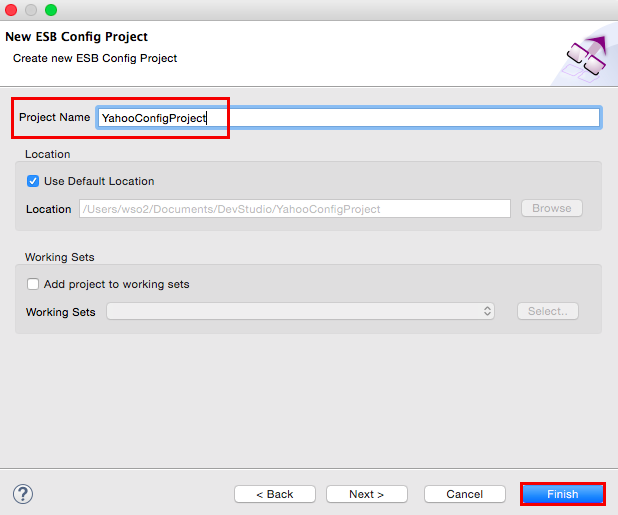 New ESB Config Project
Create new ESB Config Project
Project Name YahooConfigProject
Location
Use Default Location
Location /Users/wso2/Documents/DevStudio/YahooConfigProject Browse
Working Sets
Add project to working sets
Working Sets Select..
? < Back Next > Cancel Finish